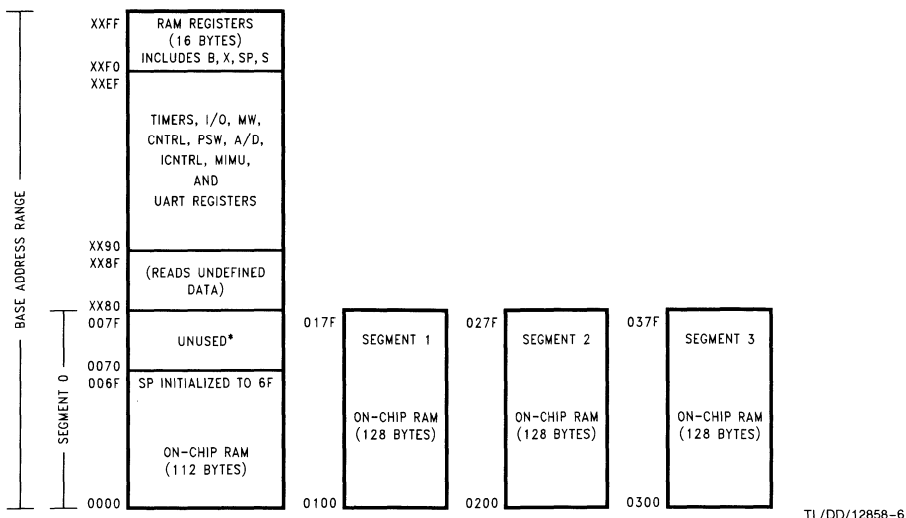 XXFF
RAM REGISTERS
(16 BYTES)
INCLUDES B, X, SP, S
XXF0
XXEF
TIMERS, I/O, MW,
CNTRL, PSW, A/D,
ICNTRL, MIMU,
AND
UART REGISTERS
XX90
XX8F
(READS UNDEFINED
DATA)
XX80
007F
UNUSED*
0070
006F
SP INITIALIZED TO 6F
ON-CHIP RAM
(112 BYTES)
0000
BASE ADDRESS RANGE
SEGMENT 0
017F
SEGMENT 1
ON-CHIP RAM
(128 BYTES)
0100
027F
SEGMENT 2
ON-CHIP RAM
(128 BYTES)
0200
037F
SEGMENT 3
ON-CHIP RAM
(128 BYTES)
0300
TL/DD/12858-6